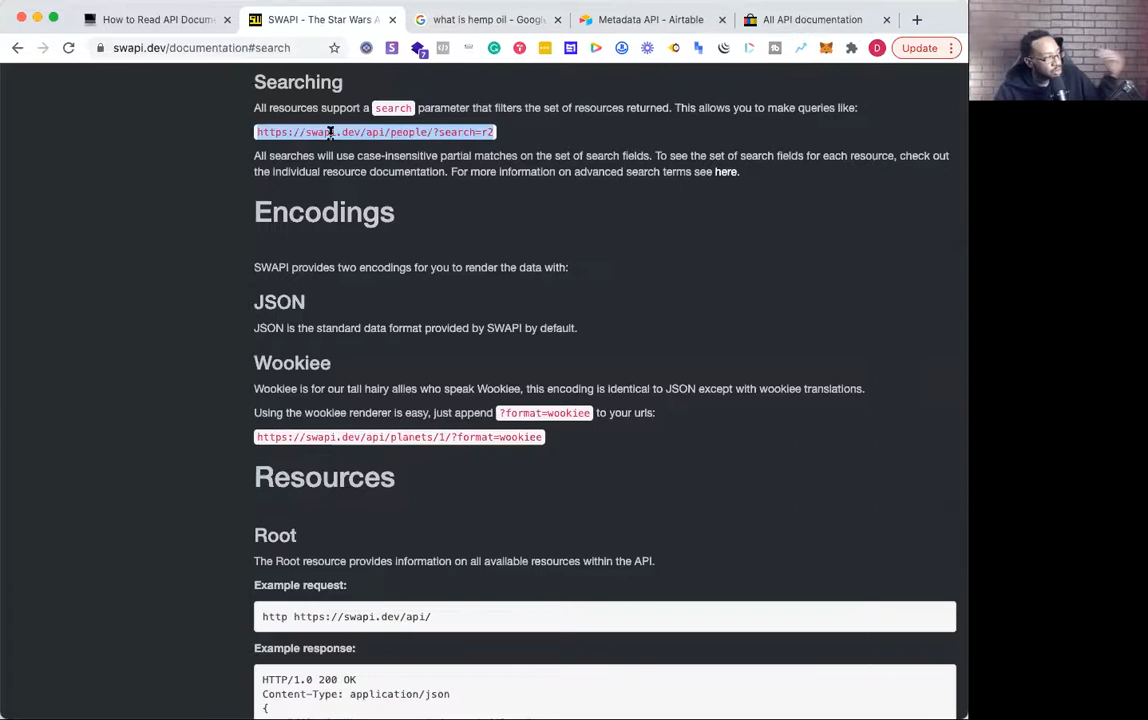 How to Read API Docum
SWAPI - The Star Wars A
what is hemp oil - Googl
Metadata API - Airtable
All API documentation
swapi.dev/documentation#search
7
D
Update
Searching
All resources support a search parameter that filters the set of resources returned. This allows you to make queries like:
https://swapi.dev/api/people/?search=r2
All searches will use case-insensitive partial matches on the set of search fields. To see the set of search fields for each resource, check out
the individual resource documentation. For more information on advanced search terms see here.
Encodings
SWAPI provides two encodings for you to render the data with:
JSON
JSON is the standard data format provided by SWAPI by default.
Wookiee
Wookiee is for our tall hairy allies who speak Wookiee, this encoding is identical to JSON except with wookiee translations.
Using the wookiee renderer is easy, just append ?format=wookiee to your urls:
https://swapi.dev/api/planets/1/?format=wookiee
Resources
Root
The Root resource provides information on all available resources within the API.
Example request:
http https://swapi.dev/api/
Example response:
HTTP/1.0 200 OK
Content-Type: application/json
{